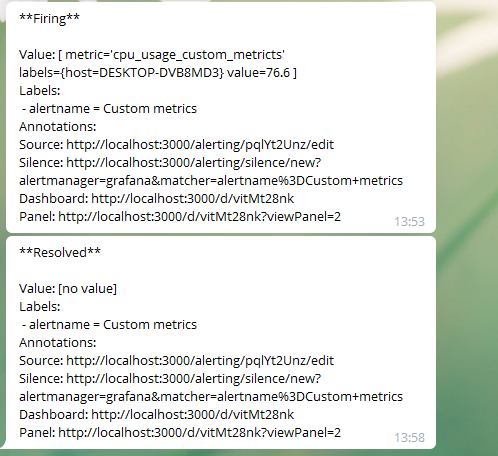 **Firing**
Value: [ metric='cpu_usage_custom_metricts'
labels={host=DESKTOP-DVB8MD3} value=76.6 ]
Labels:
- alertname = Custom metrics
Annotations:
Source: http://localhost:3000/alerting/pqlYt2Unz/edit
Silence: http://localhost:3000/alerting/silence/new?
alertmanager=grafana&matcher=alertname%3DCustom+metrics
Dashboard: http://localhost:3000/d/vitMt28nk
Panel: http://localhost:3000/d/vitMt28nk?viewPanel=2
13:53
**Resolved**
Value: [no value]
Labels:
- alertname = Custom metrics
Annotations:
Source: http://localhost:3000/alerting/pqlYt2Unz/edit
Silence: http://localhost:3000/alerting/silence/new?
alertmanager=grafana&matcher=alertname%3DCustom+metrics
Dashboard: http://localhost:3000/d/vitMt28nk
Panel: http://localhost:3000/d/vitMt28nk?viewPanel=2
13:58